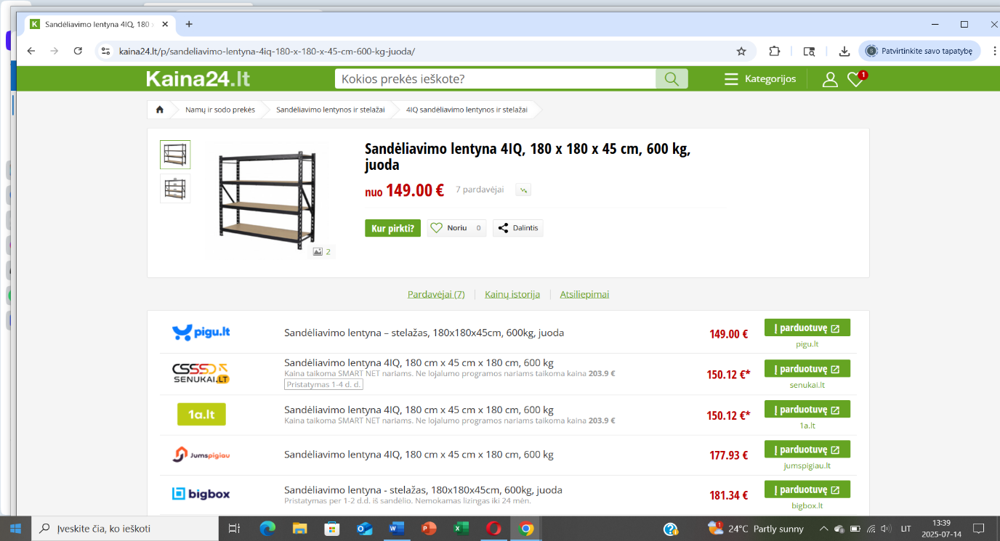 Sandėliavimo lentyna 4IQ, 180
kaina24.lt/p/sandeliavimo-lentyna-4iq-180-x-180-x-45-cm-600-kg-juoda/
Patvirtinkite savo tapatybę
Kaina24.lt
Kokios prekės ieškote?
Kategorijos
1
Namų ir sodo prekės
Sandėliavimo lentynos ir stelažai
4IQ sandėliavimo lentynos ir stelažai
Sandėliavimo lentyna 4IQ, 180 x 180 x 45 cm, 600 kg,
juoda
nuo 149.00 €
7 pardavėjai
Kur pirkti?
Noriu 0
Dalintis
2
Pardavėjai (7)
Kainų istorija
Atsiliepimai
pigu.lt
Sandėliavimo lentyna – stelažas, 180x180x45cm, 600kg, juoda
149.00 €
Į parduotuvę
pigu.lt
SENUKAI.LT
Sandėliavimo lentyna 4IQ, 180 cm x 45 cm x 180 cm, 600 kg
Kaina taikoma SMART NET nariams. Ne lojalumo programos nariams taikoma kaina 203.9 €
Pristatymas 1-4 d. d.
150.12 €*
Į parduotuvę
senukai.lt
1a.lt
Sandėliavimo lentyna 4IQ, 180 cm x 45 cm x 180 cm, 600 kg
Kaina taikoma SMART NET nariams. Ne lojalumo programos nariams taikoma kaina 203.9 €
150.12 €*
Į parduotuvę
1a.lt
Jumspigiau
Sandėliavimo lentyna 4IQ, 180 cm x 45 cm x 180 cm, 600 kg
177.93 €
Į parduotuvę
jumspigiau.lt
bigbox
Sandėliavimo lentyna - stelažas, 180x180x45cm, 600kg, juoda
Pristatymas per 1-2 d.d. iš sandėlio. Nemokamas lizingas iki 24 mėn.
181.34 €
Į parduotuvę
bigbox.lt
Įveskite čia, ko ieškoti
24°C Partly sunny
LIT
13:39
2025-07-14